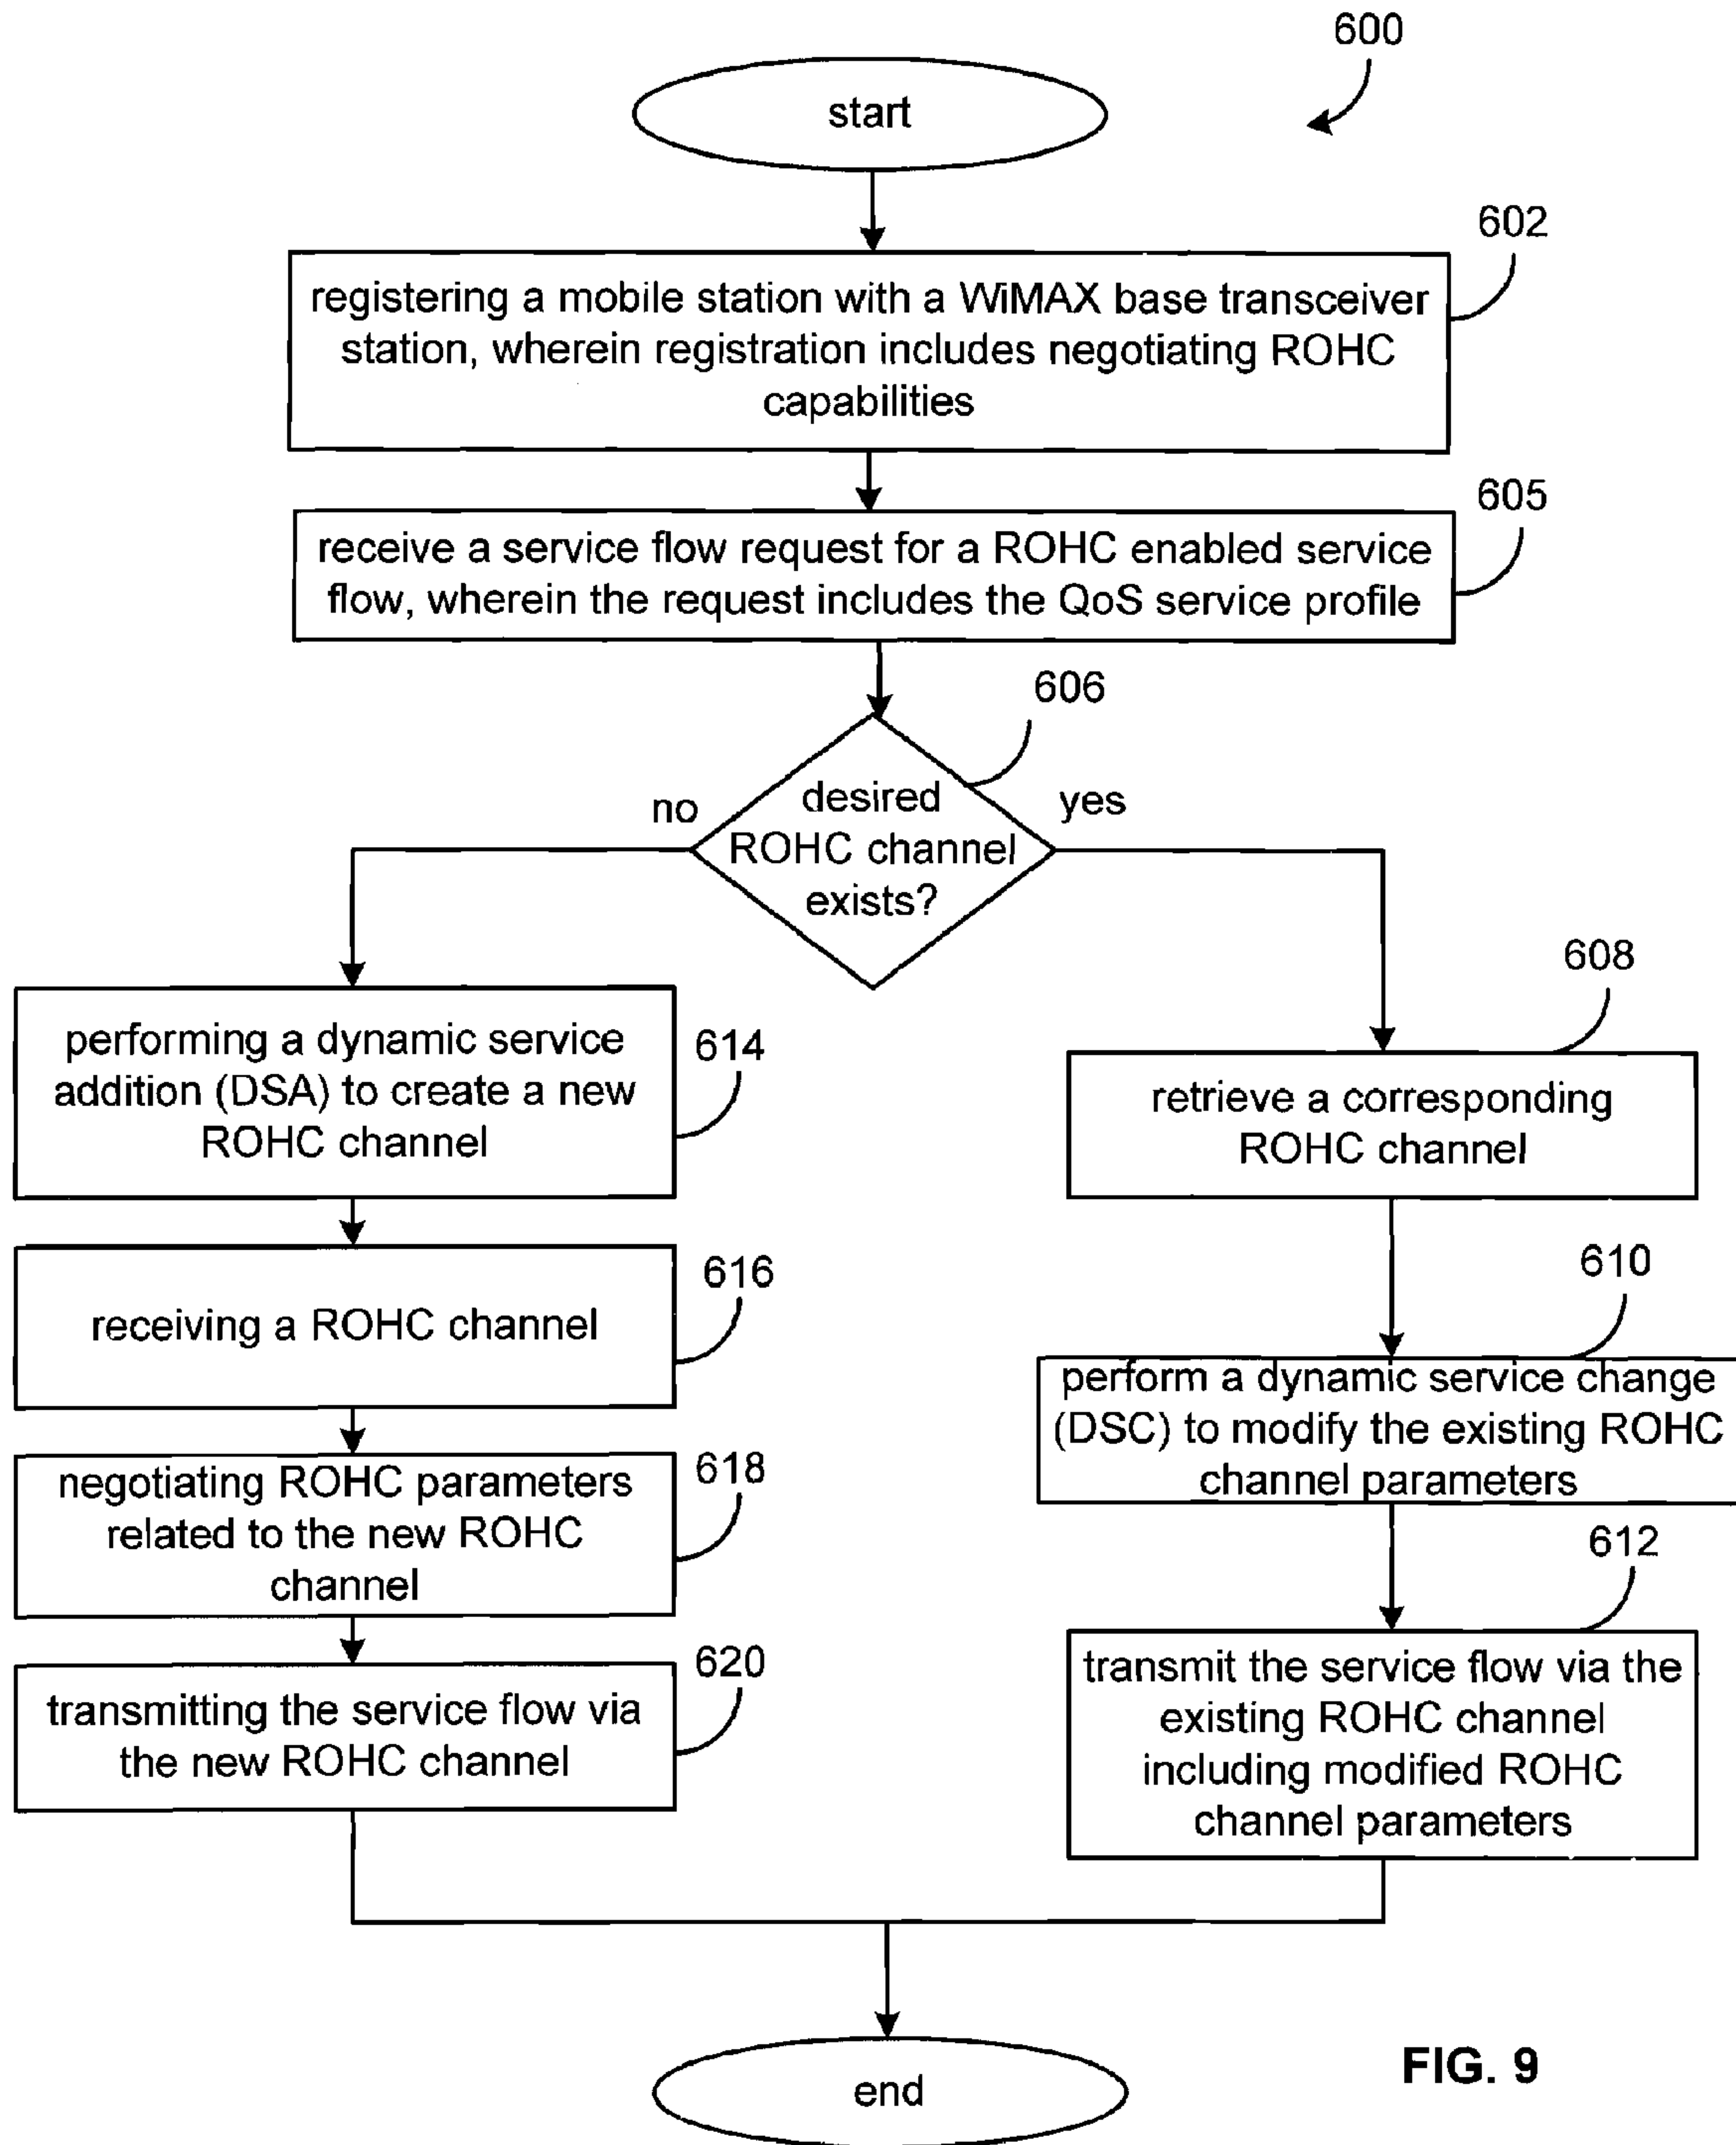 600
start
602
registering a mobile station with a WiMAX base transceiver
station, wherein registration includes negotiating ROHC
capabilities
605
receive a service flow request for a ROHC enabled service
flow, wherein the request includes the QoS service profile
606
desired
ROHC channel
exists?
no
yes
614
performing a dynamic service
addition (DSA) to create a new
ROHC channel
616
receiving a ROHC channel
618
negotiating ROHC parameters
related to the new ROHC
channel
620
transmitting the service flow via
the new ROHC channel
608
retrieve a corresponding
ROHC channel
610
perform a dynamic service change
(DSC) to modify the existing ROHC
channel parameters
612
transmit the service flow via the
existing ROHC channel
including modified ROHC
channel parameters
end
FIG. 9